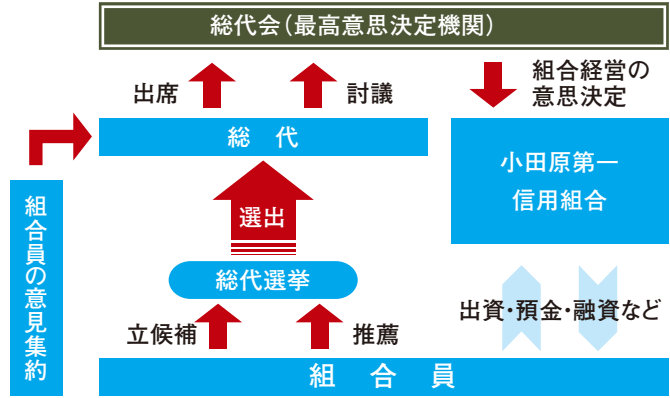 総代会（最高意思決定機関）
出席
討議
組合経営の
意思決定
総代
小田原第一
信用組合
選出
組合員の意見集約
総代選挙
立候補
推薦
出資・預金・融資など
組合員